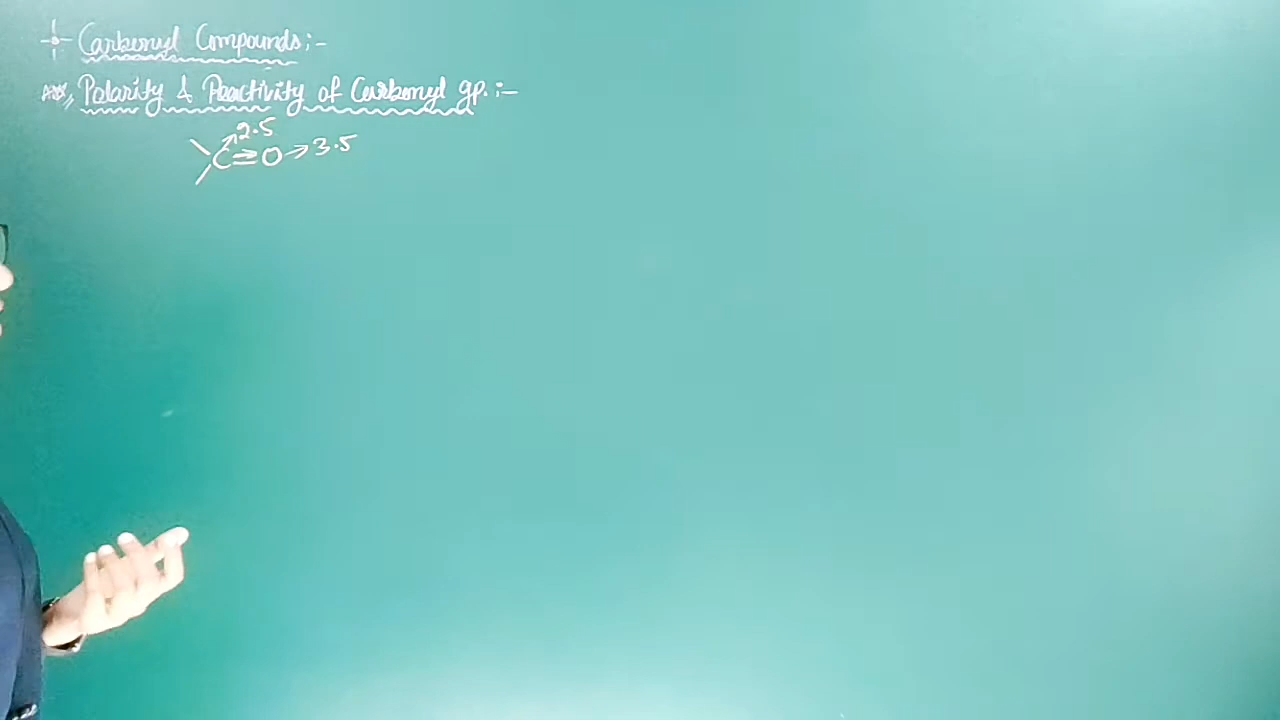 Carbonyl Compounds :-
Polarity & Reactivity of Carbonyl gp. :-
2.5
C=O → 3.5